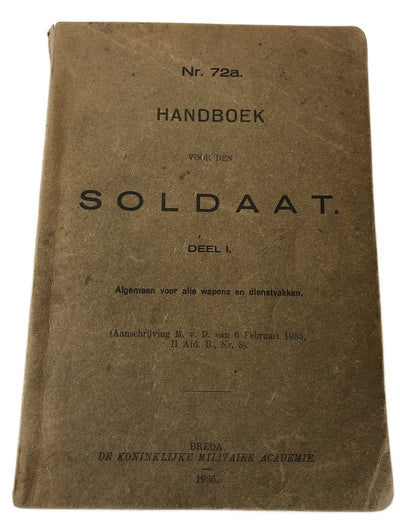 Nr. 72a.
HANDBOEK
VOOR DEN
SOLDAAT.
DEEL I.
Algemeen voor alle wapens en dienstvakken.
(Aanschrijving M. v. D. van 6 Februari 1935,
II Afd. B., Nr. 8).
BREDA.
DE KONINKLIJKE MILITAIRE ACADEMIE.
1935.